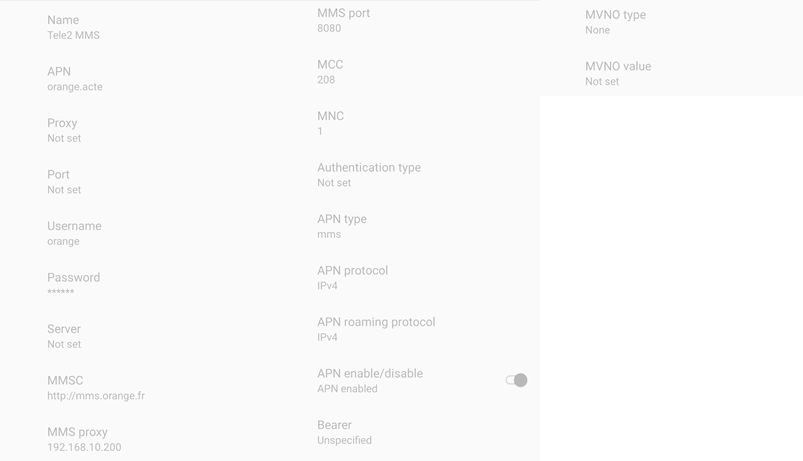 Name
Tele2 MMS
APN
orange.acte
Proxy
Not set
Port
Not set
Username
orange
Password
******
Server
Not set
MMSC
http://mms.orange.fr
MMS proxy
192.168.10.200
MMS port
8080
MCC
208
MNC
1
Authentication type
Not set
APN type
mms
APN protocol
IPv4
APN roaming protocol
IPv4
APN enable/disable
APN enabled
Bearer
Unspecified
MVNO type
None
MVNO value
Not set